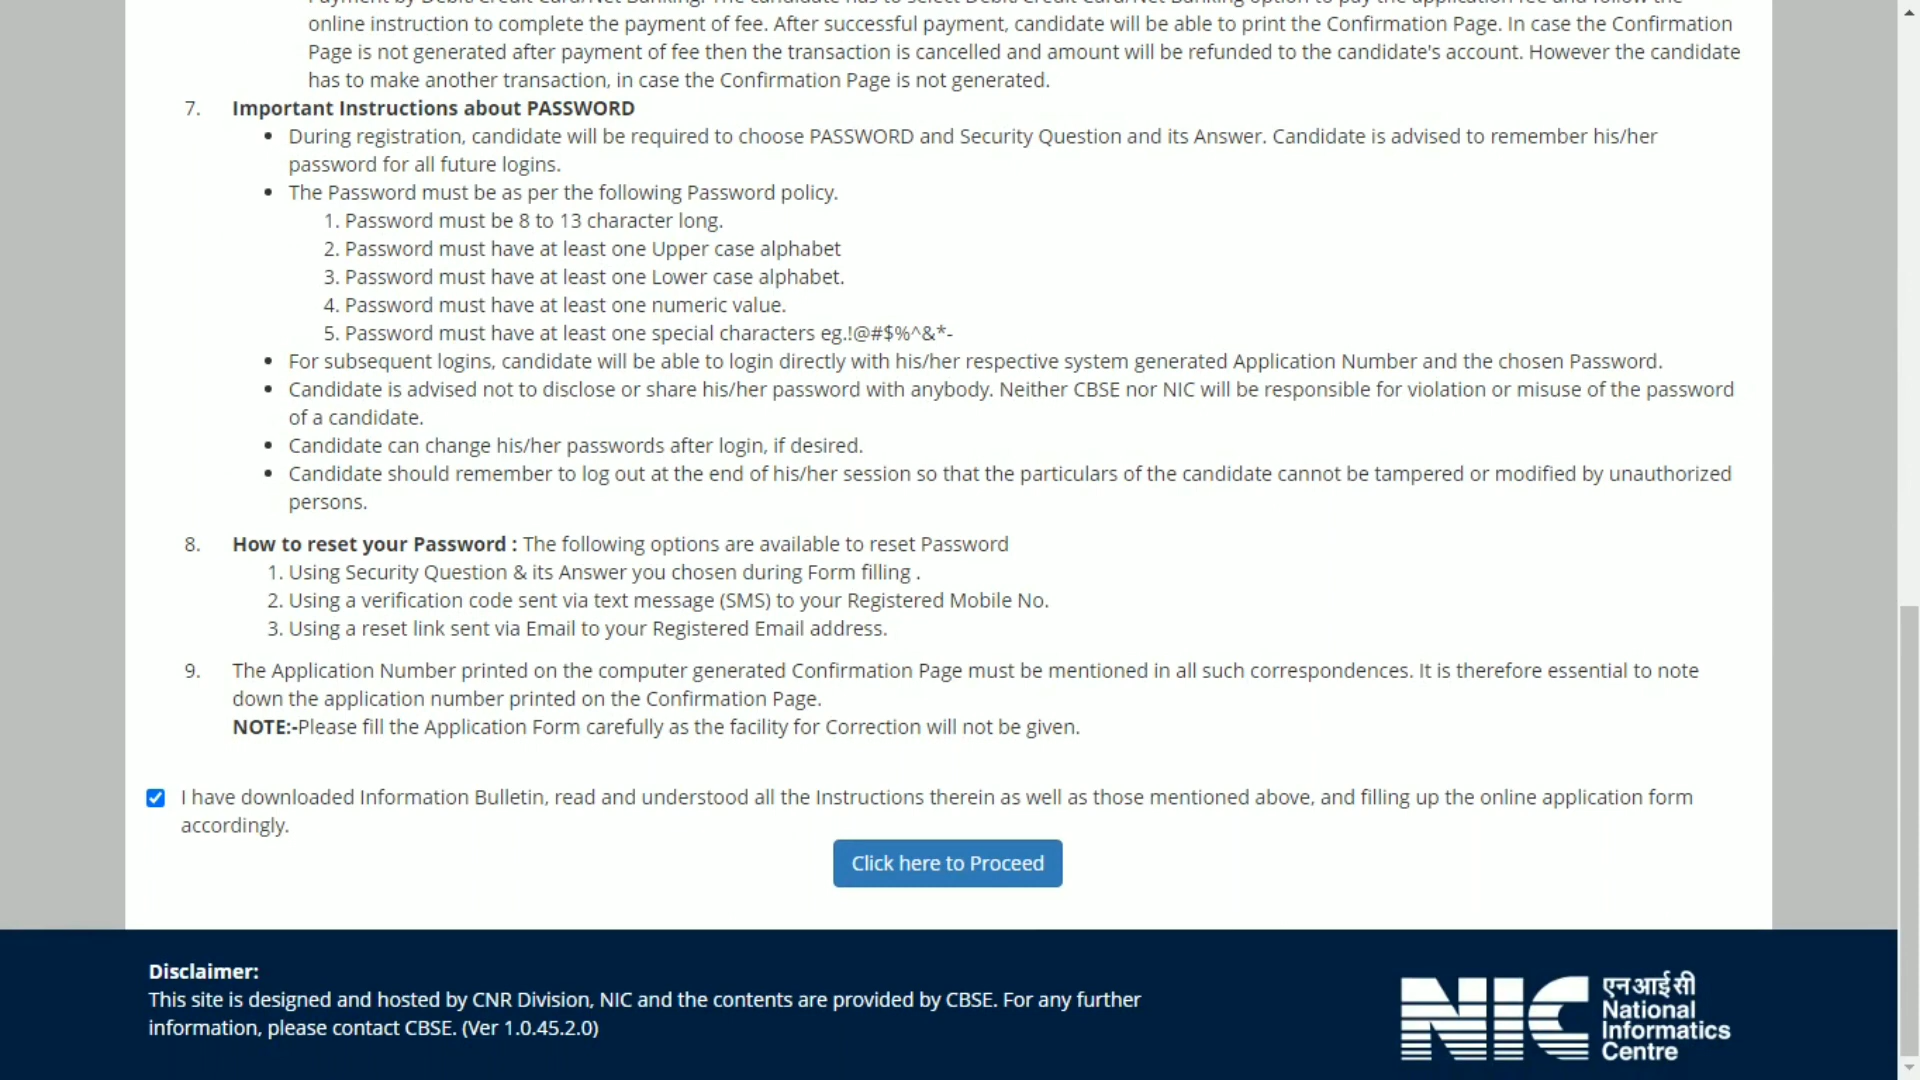 online instruction to complete the payment of fee. After successful payment, candidate will be able to print the Confirmation Page. In case the Confirmation
Page is not generated after payment of fee then the transaction is cancelled and amount will be refunded to the candidate's account. However the candidate
has to make another transaction, in case the Confirmation Page is not generated.
7. Important Instructions about PASSWORD
• During registration, candidate will be required to choose PASSWORD and Security Question and its Answer. Candidate is advised to remember his/her
password for all future logins.
• The Password must be as per the following Password policy.
1. Password must be 8 to 13 character long.
2. Password must have at least one Upper case alphabet
3. Password must have at least one Lower case alphabet.
4. Password must have at least one numeric value.
5. Password must have at least one special characters eg.!@#$%^&*-
• For subsequent logins, candidate will be able to login directly with his/her respective system generated Application Number and the chosen Password.
• Candidate is advised not to disclose or share his/her password with anybody. Neither CBSE nor NIC will be responsible for violation or misuse of the password
of a candidate.
• Candidate can change his/her passwords after login, if desired.
• Candidate should remember to log out at the end of his/her session so that the particulars of the candidate cannot be tampered or modified by unauthorized
persons.
8. How to reset your Password : The following options are available to reset Password
1. Using Security Question & its Answer you chosen during Form filling .
2. Using a verification code sent via text message (SMS) to your Registered Mobile No.
3. Using a reset link sent via Email to your Registered Email address.
9. The Application Number printed on the computer generated Confirmation Page must be mentioned in all such correspondences. It is therefore essential to note
down the application number printed on the Confirmation Page.
NOTE:-Please fill the Application Form carefully as the facility for Correction will not be given.
I have downloaded Information Bulletin, read and understood all the Instructions therein as well as those mentioned above, and filling up the online application form
accordingly.
Click here to Proceed
Disclaimer:
This site is designed and hosted by CNR Division, NIC and the contents are provided by CBSE. For any further
information, please contact CBSE. (Ver 1.0.45.2.0)
NIC
एनआईसी
National
Informatics
Centre